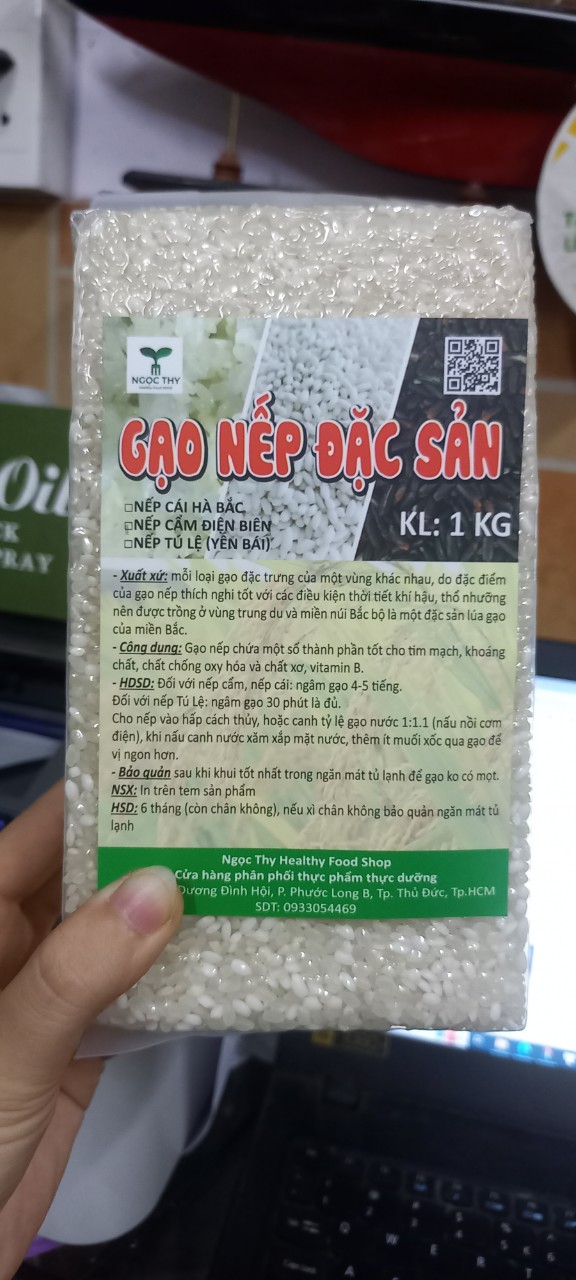 NGỌC THY
GẠO NẾP ĐẶC SẢN
□NẾP CÁI HÀ BẮC
□NẾP CẨM ĐIỆN BIÊN
□NẾP TÚ LỆ (YÊN BÁI)
KL: 1 KG
- Xuất xứ: mỗi loại gạo đặc trưng của một vùng khác nhau, do đặc điểm
của gạo nếp thích nghi tốt với các điều kiện thời tiết khí hậu, thổ nhưỡng
nên được trồng ở vùng trung du và miền núi Bắc bộ là một đặc sản lúa gạo
của miền Bắc.
- Công dụng: Gạo nếp chứa một số thành phần tốt cho tim mạch, khoáng
chất, chất chống oxy hóa và chất xơ, vitamin B.
- HDSD: Đối với nếp cẩm, nếp cái: ngâm gạo 4-5 tiếng.
Đối với nếp Tú Lệ: ngâm gạo 30 phút là đủ.
Cho nếp vào hấp cách thủy, hoặc canh tỷ lệ gạo nước 1:1.1 (nấu nồi cơm
điện), khi nấu canh nước xăm xắp mặt nước, thêm ít muối xốc qua gạo để
vị ngon hơn.
- Bảo quản sau khi khui tốt nhất trong ngăn mát tủ lạnh để gạo ko có mọt.
NSX: In trên tem sản phẩm
HSD: 6 tháng (còn chân không), nếu xì chân không bảo quản ngăn mát tủ
lạnh
Ngọc Thy Healthy Food Shop
Cửa hàng phân phối thực phẩm thực dưỡng
Dương Đình Hội, P. Phước Long B, Tp. Thủ Đức, Tp.HCM
SDT: 0933054469
Oil
PRAY